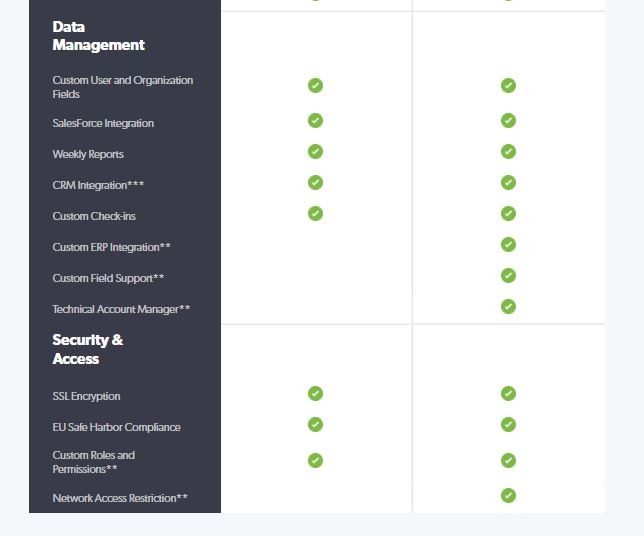 Data
Management
Custom User and Organization
Fields
SalesForce Integration
Weekly Reports
CRM Integration***
Custom Check-ins
Custom ERP Integration**
Custom Field Support**
Technical Account Manager**
Security &
Access
SSL Encryption
EU Safe Harbor Compliance
Custom Roles and
Permissions**
Network Access Restriction**